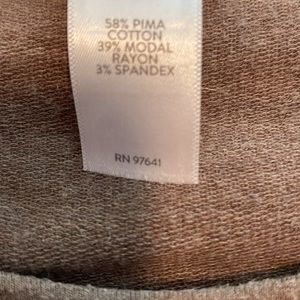 58% PIMA
COTTON
39% MODAL
RAYON
3% SPANDEX
RN 97641